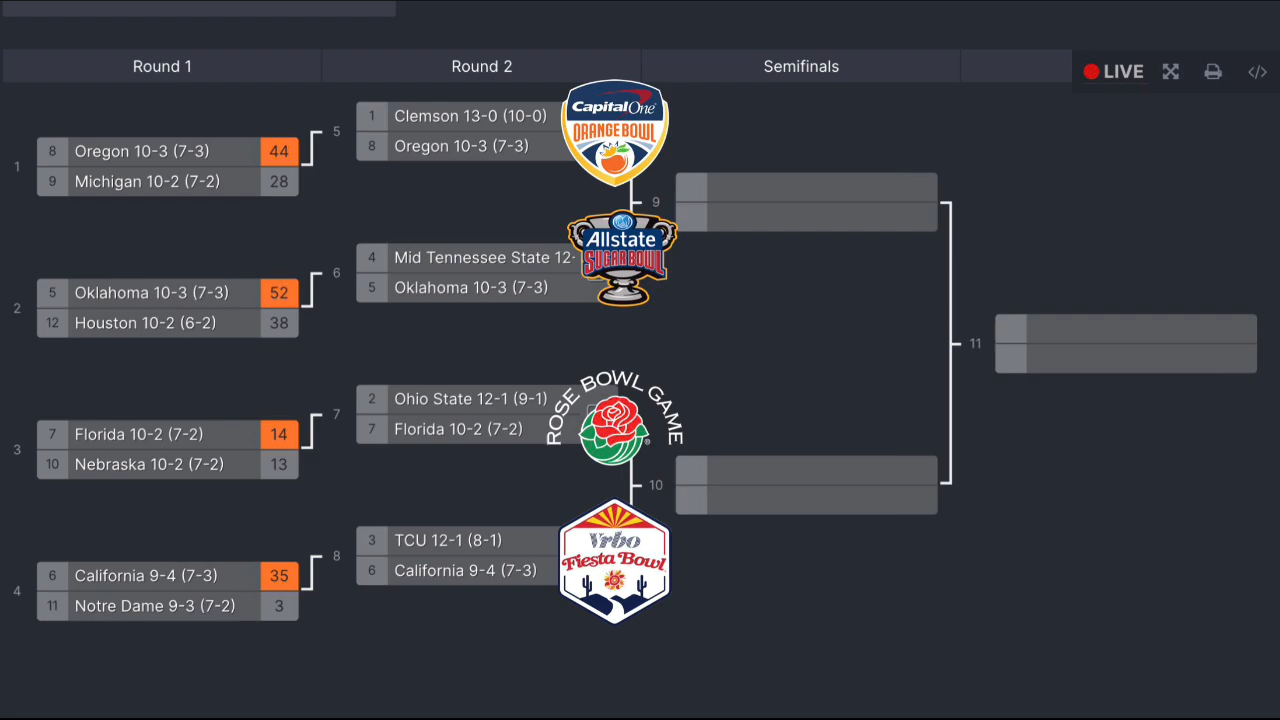 Round 1
Round 2
Semifinals
LIVE
1
8 Oregon 10-3 (7-3) 44
9 Michigan 10-2 (7-2) 28
2
5 Oklahoma 10-3 (7-3) 52
12 Houston 10-2 (6-2) 38
3
7 Florida 10-2 (7-2) 14
10 Nebraska 10-2 (7-2) 13
4
6 California 9-4 (7-3) 35
11 Notre Dame 9-3 (7-2) 3
5
1 Clemson 13-0 (10-0)
8 Oregon 10-3 (7-3)
6
4 Mid Tennessee State 12-
5 Oklahoma 10-3 (7-3)
7
2 Ohio State 12-1 (9-1)
7 Florida 10-2 (7-2)
8
3 TCU 12-1 (8-1)
6 California 9-4 (7-3)
Capital One
ORANGE BOWL
Allstate
SUGAR BOWL
ROSE BOWL GAME
®
Vrbo
Fiesta Bowl
9
10
11